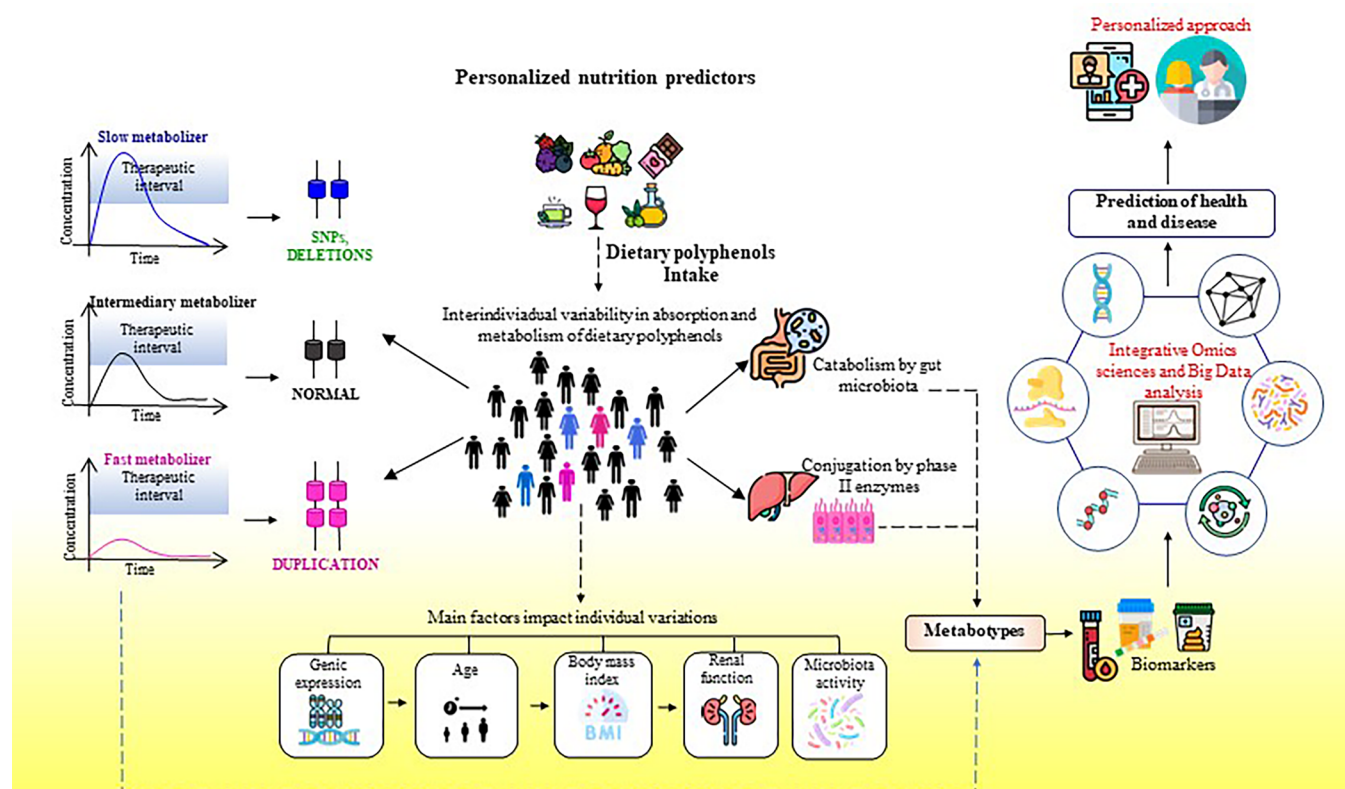 Personalized approach
Personalized nutrition predictors
Slow metabolizer
Therapeutic
interval
Concentration
Time
SNPs,
DELETIONS
Dietary polyphenols
Intake
Prediction of health
and disease
Intermediary metabolizer
Therapeutic
interval
Concentration
Time
NORMAL
Interindiviadual variability in absorption and
metabolism of dietary polyphenols
Catabolism by gut
microbiota
Integrative Omics
sciences and Big Data
analysis
Fast metabolizer
Therapeutic
interval
Concentration
Time
DUPLICATION
Conjugation by phase
II enzymes
Main factors impact individual variations
Genic
expression
Age
Body mass
index
BMI
Renal
function
Microbiota
activity
Metabotypes
Biomarkers